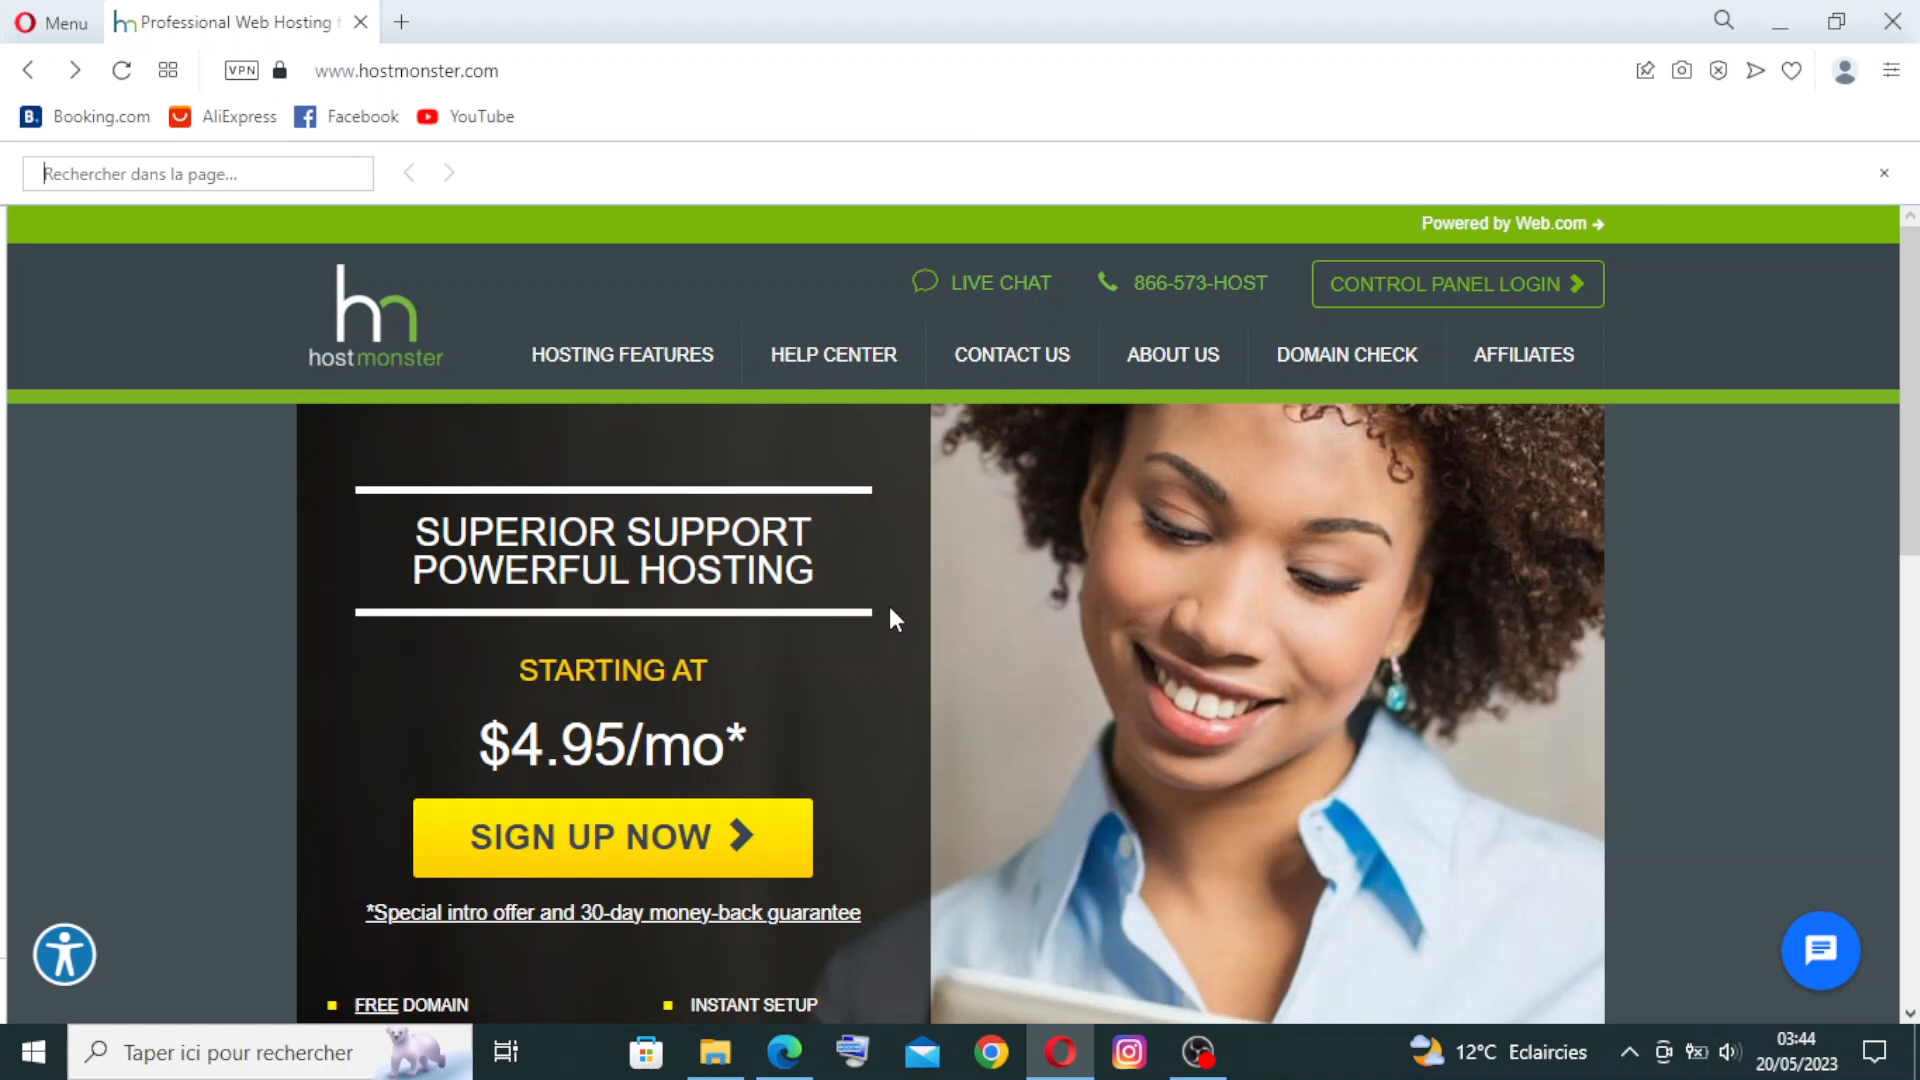 Menu
Professional Web Hosting f
VPN
www.hostmonster.com
B. Booking.com
AliExpress
Facebook
YouTube
Rechercher dans la page...
Powered by Web.com
hn
hostmonster
LIVE CHAT
866-573-HOST
CONTROL PANEL LOGIN
HOSTING FEATURES
HELP CENTER
CONTACT US
ABOUT US
DOMAIN CHECK
AFFILIATES
SUPERIOR SUPPORT
POWERFUL HOSTING
STARTING AT
$4.95/mo*
SIGN UP NOW
*Special intro offer and 30-day money-back guarantee
FREE DOMAIN
INSTANT SETUP
Taper ici pour rechercher
12°C Eclaircies
03:44
20/05/2023